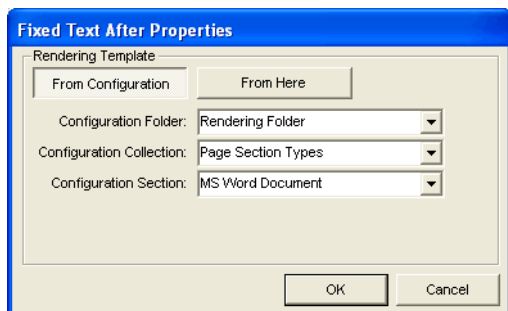 Fixed Text After Properties
Rendering Template
From Configuration From Here
Configuration Folder: Rendering Folder
Configuration Collection: Page Section Types
Configuration Section: MS Word Document
OK Cancel